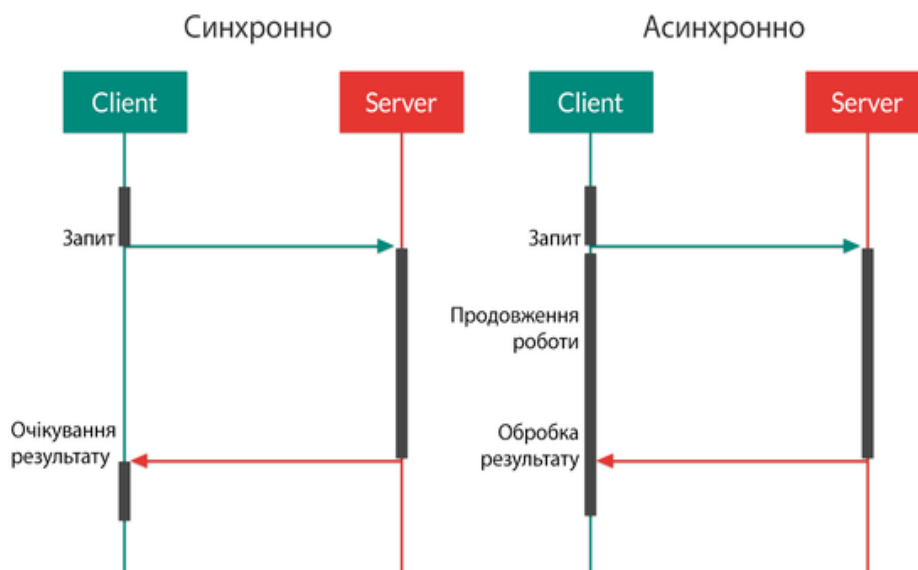 Синхронно
Client
Server
Запит
Очікування
результату
Асинхронно
Client
Server
Запит
Продовження
роботи
Обробка
результату